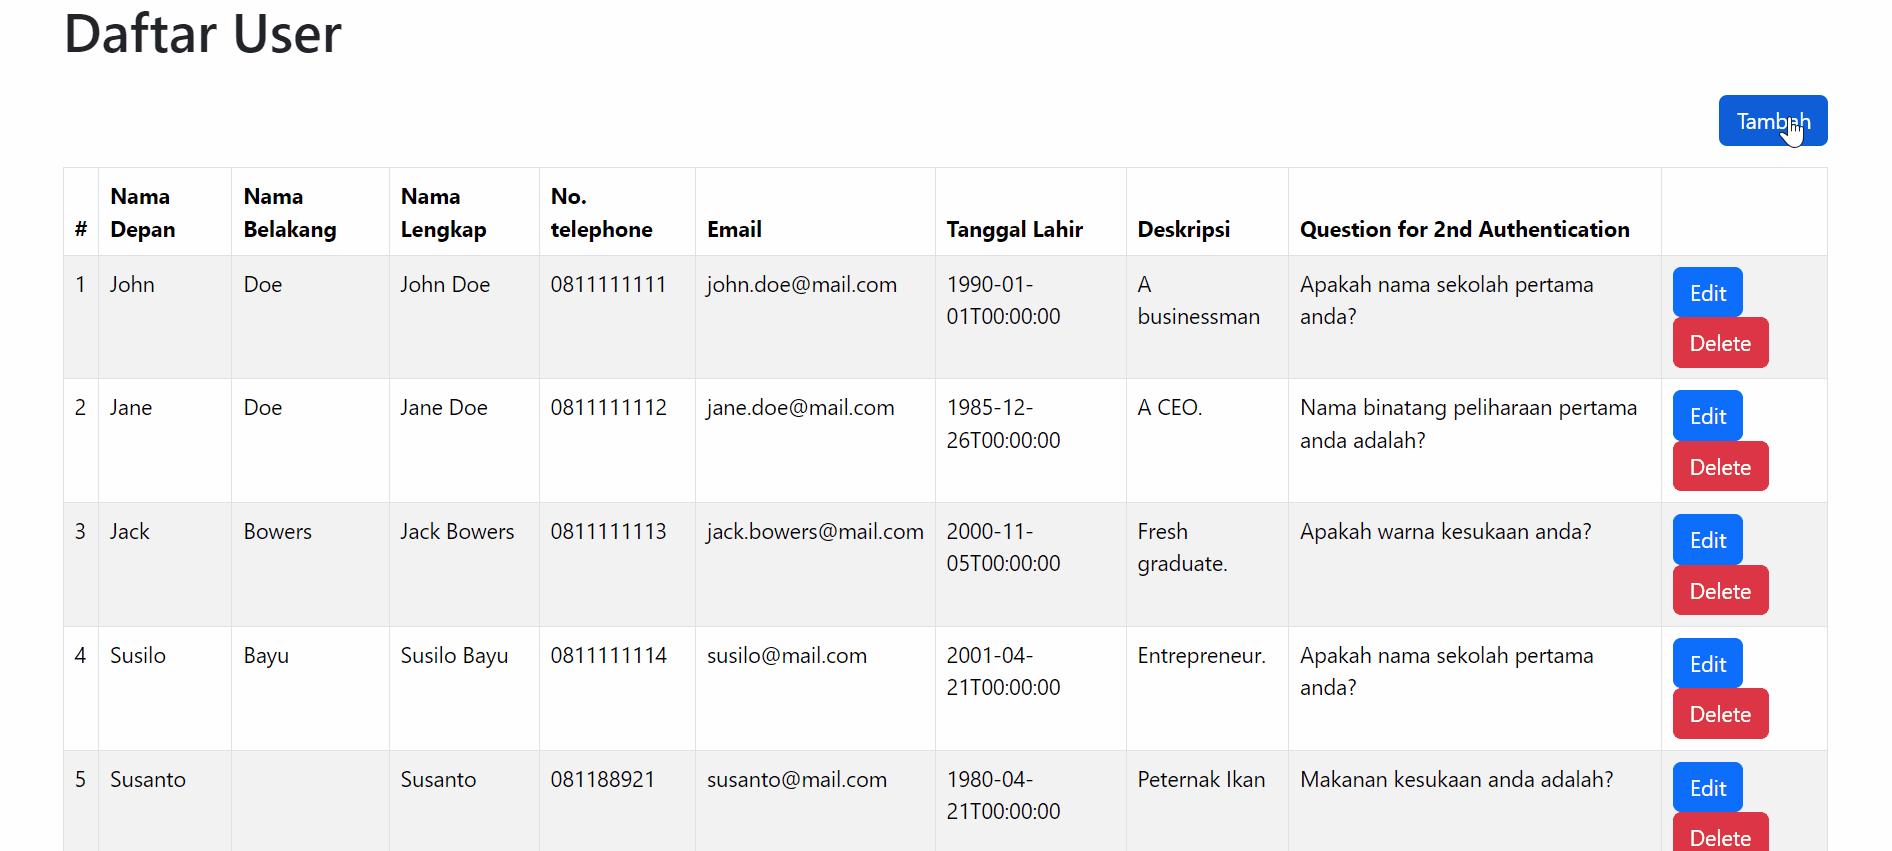 Daftar User
Tambah
# Nama Depan Nama Belakang Nama Lengkap No. telephone Email Tanggal Lahir Deskripsi Question for 2nd Authentication
1 John Doe John Doe 0811111111 john.doe@mail.com 1990-01-01T00:00:00 A businessman Apakah nama sekolah pertama anda? Edit Delete
2 Jane Doe Jane Doe 0811111112 jane.doe@mail.com 1985-12-26T00:00:00 A CEO. Nama binatang peliharaan pertama anda adalah? Edit Delete
3 Jack Bowers Jack Bowers 0811111113 jack.bowers@mail.com 2000-11-05T00:00:00 Fresh graduate. Apakah warna kesukaan anda? Edit Delete
4 Susilo Bayu Susilo Bayu 0811111114 susilo@mail.com 2001-04-21T00:00:00 Entrepreneur. Apakah nama sekolah pertama anda? Edit Delete
5 Susanto Susanto 081188921 susanto@mail.com 1980-04-21T00:00:00 Peternak Ikan Makanan kesukaan anda adalah? Edit Delete